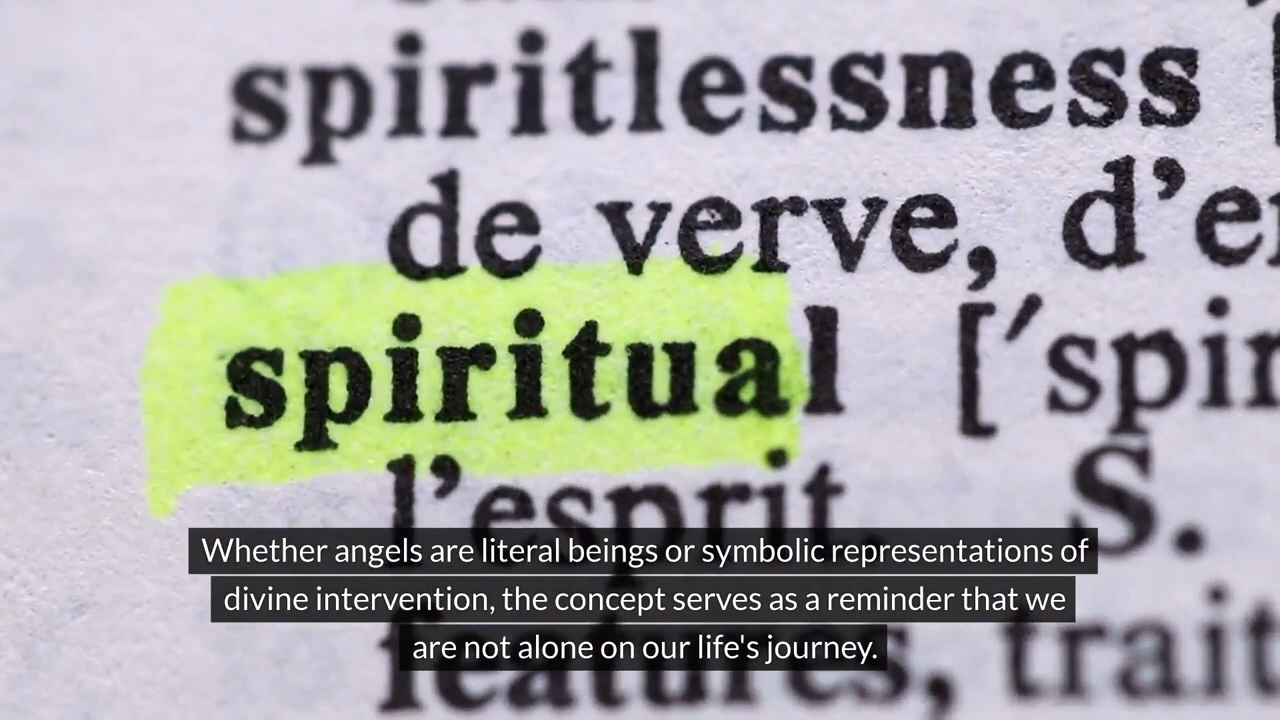 spiritlessness [
de verve, d'e
spiritual ['spir
l'esprit. S.
Whether angels are literal beings or symbolic representations of
divine intervention, the concept serves as a reminder that we
are not alone on our life's journey.
features, trait